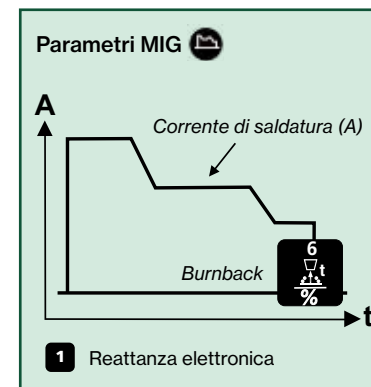 Parametri MIG
A
Corrente di saldatura (A)
6
t
%
Burnback
t
1 Reattanza elettronica